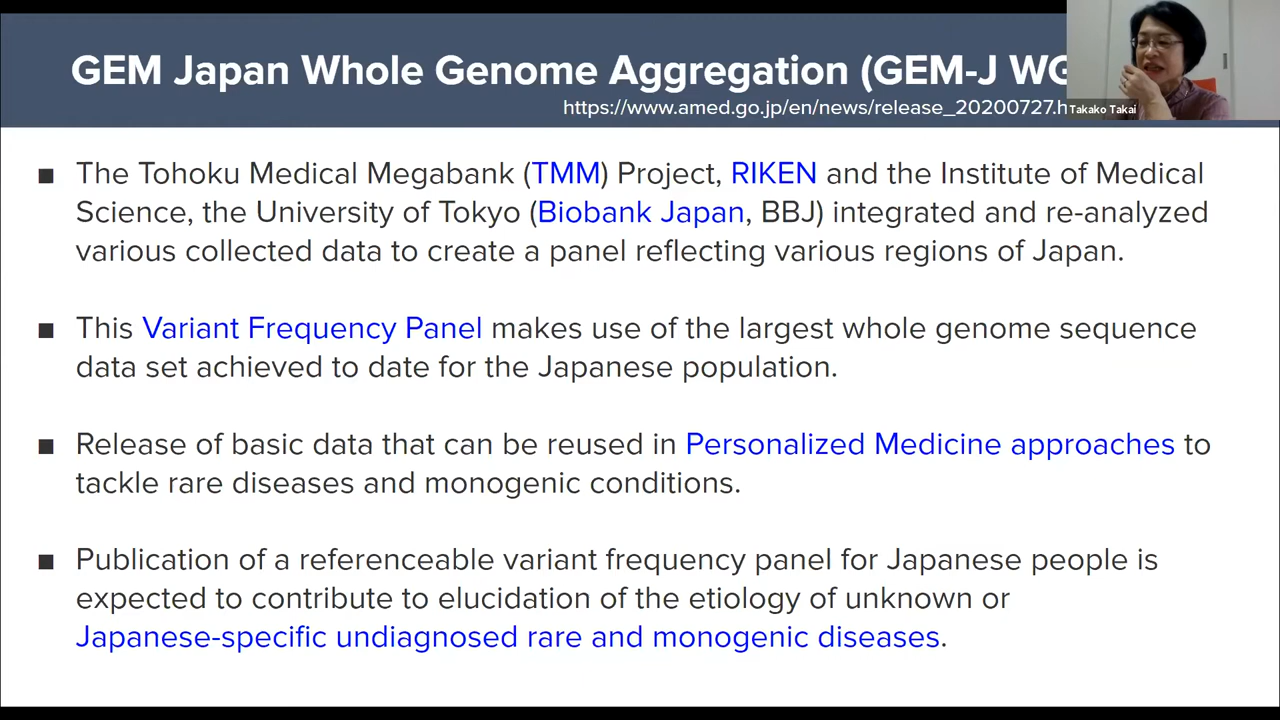 GEM Japan Whole Genome Aggregation (GEM-J WG
https://www.amed.go.jp/en/news/release_20200727.h
Takako Takai
■ The Tohoku Medical Megabank (TMM) Project, RIKEN and the Institute of Medical
Science, the University of Tokyo (Biobank Japan, BBJ) integrated and re-analyzed
various collected data to create a panel reflecting various regions of Japan.
■ This Variant Frequency Panel makes use of the largest whole genome sequence
data set achieved to date for the Japanese population.
■ Release of basic data that can be reused in Personalized Medicine approaches to
tackle rare diseases and monogenic conditions.
■ Publication of a referenceable variant frequency panel for Japanese people is
expected to contribute to elucidation of the etiology of unknown or
Japanese-specific undiagnosed rare and monogenic diseases.